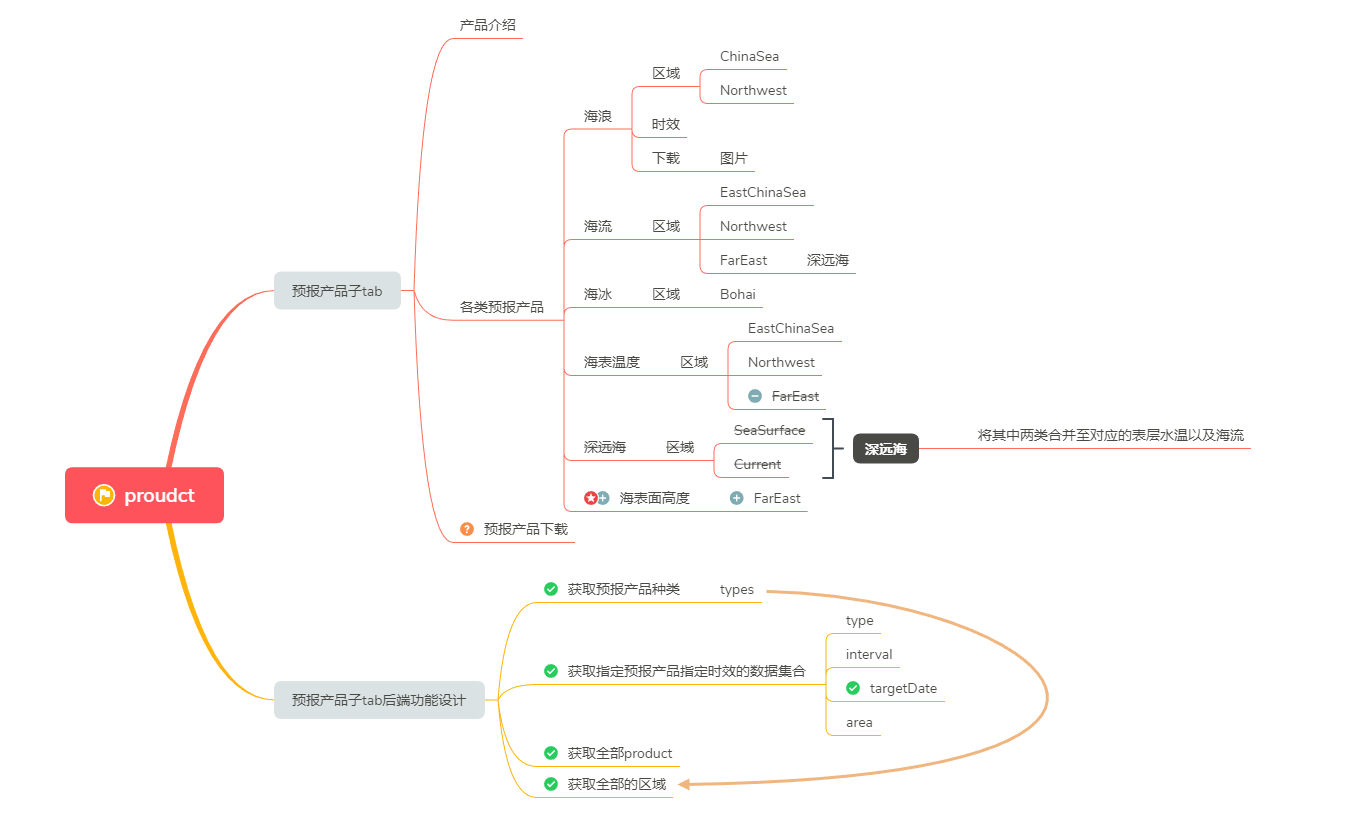 proudct
预报产品子tab
产品介绍
各类预报产品
海浪
区域
ChinaSea
Northwest
时效
下载
图片
海流
区域
EastChinaSea
Northwest
FarEast
深远海
海冰
区域
Bohai
海表温度
区域
EastChinaSea
Northwest
FarEast
深远海
区域
SeaSurface
Current
深远海
将其中两类合并至对应的表层水温以及海流
海表面高度
FarEast
预报产品下载
预报产品子tab后端功能设计
获取预报产品种类
types
获取指定预报产品指定时效的数据集合
type
interval
targetDate
area
获取全部product
获取全部的区域